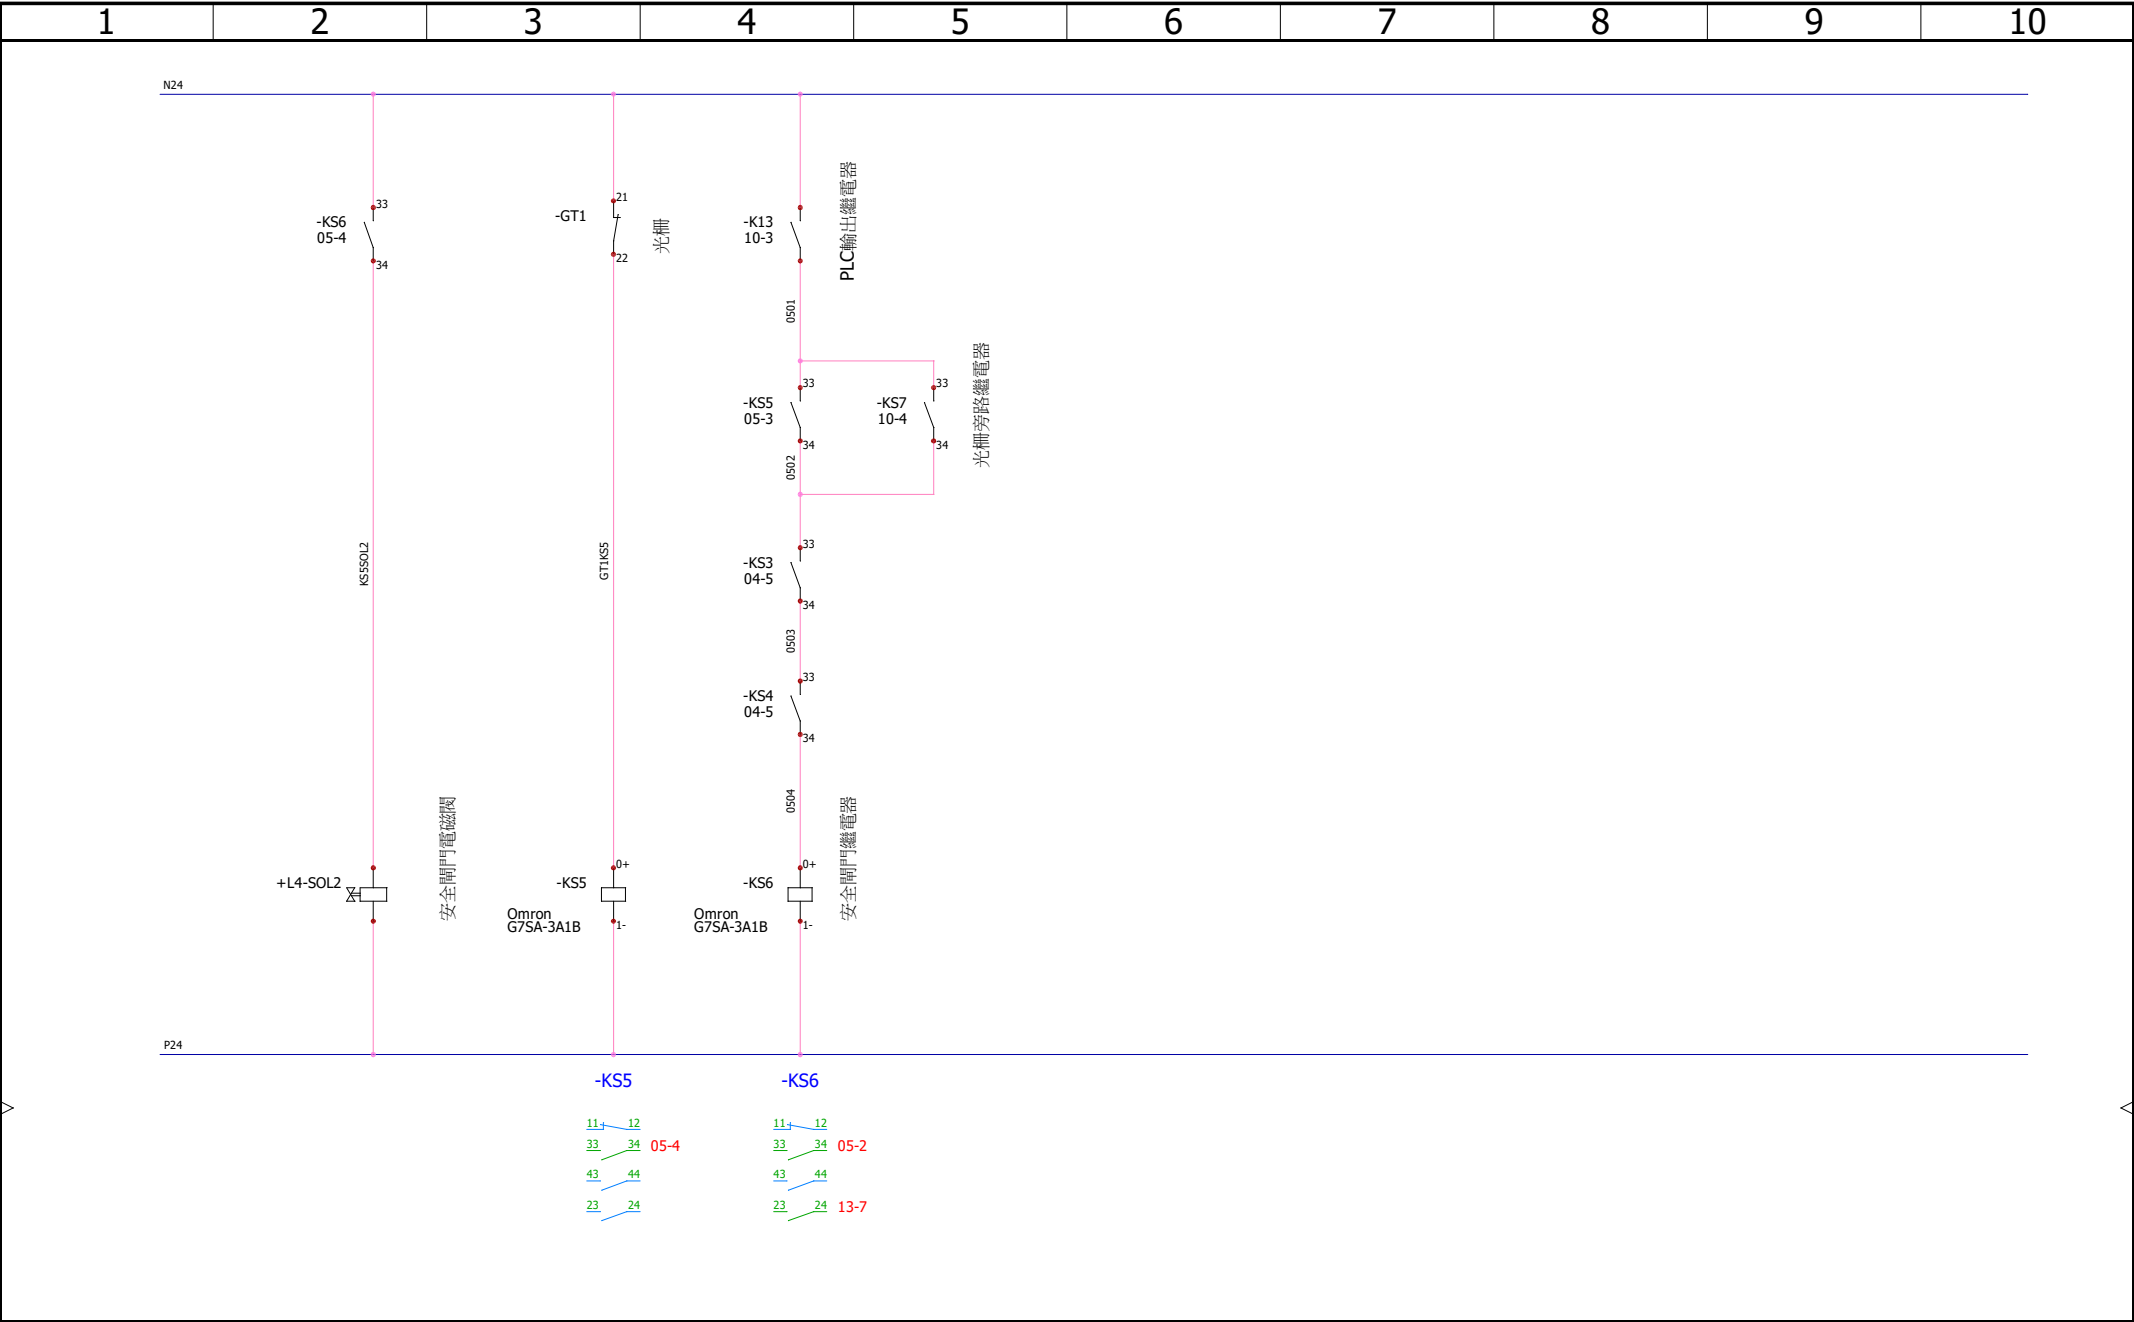 1 2 3 4 5 6 7 8 9 10
N24
-KS6
05-4
33
34
-GT1
21
22
光柵
-K13
10-3
PLC輸出繼電器
0501
-KS5
05-3
33
34
-KS7
10-4
33
34
光柵旁路繼電器
0502
-KS3
04-5
33
34
KS5SOL2
GT1KS5
0503
-KS4
04-5
33
34
0504
+L4-SOL2
安全閘門電磁閥
-KS5
0+
1-
Omron
G7SA-3A1B
-KS6
0+
1-
Omron
G7SA-3A1B
安全閘門繼電器
P24
-KS5
11 12
33 34 05-4
43 44
23 24
-KS6
11 12
33 34 05-2
43 44
23 24 13-7